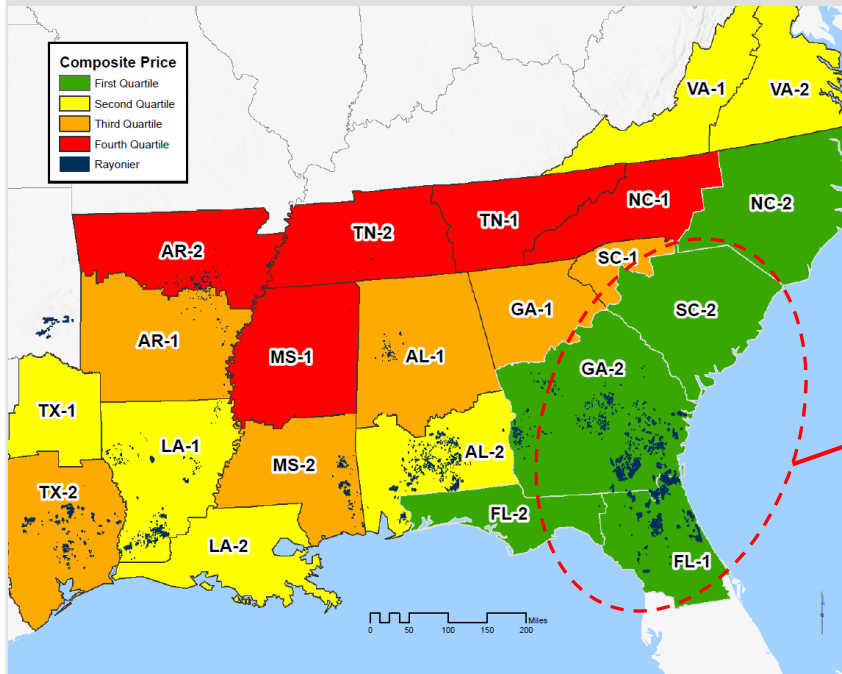 Composite Price
First Quartile
Second Quartile
Third Quartile
Fourth Quartile
Rayonier
VA-1
VA-2
NC-1
NC-2
TN-1
TN-2
AR-2
SC-1
SC-2
GA-1
AR-1
MS-1
AL-1
GA-2
TX-1
LA-1
MS-2
AL-2
TX-2
FL-2
LA-2
FL-1
Miles
0 50 100 150 200